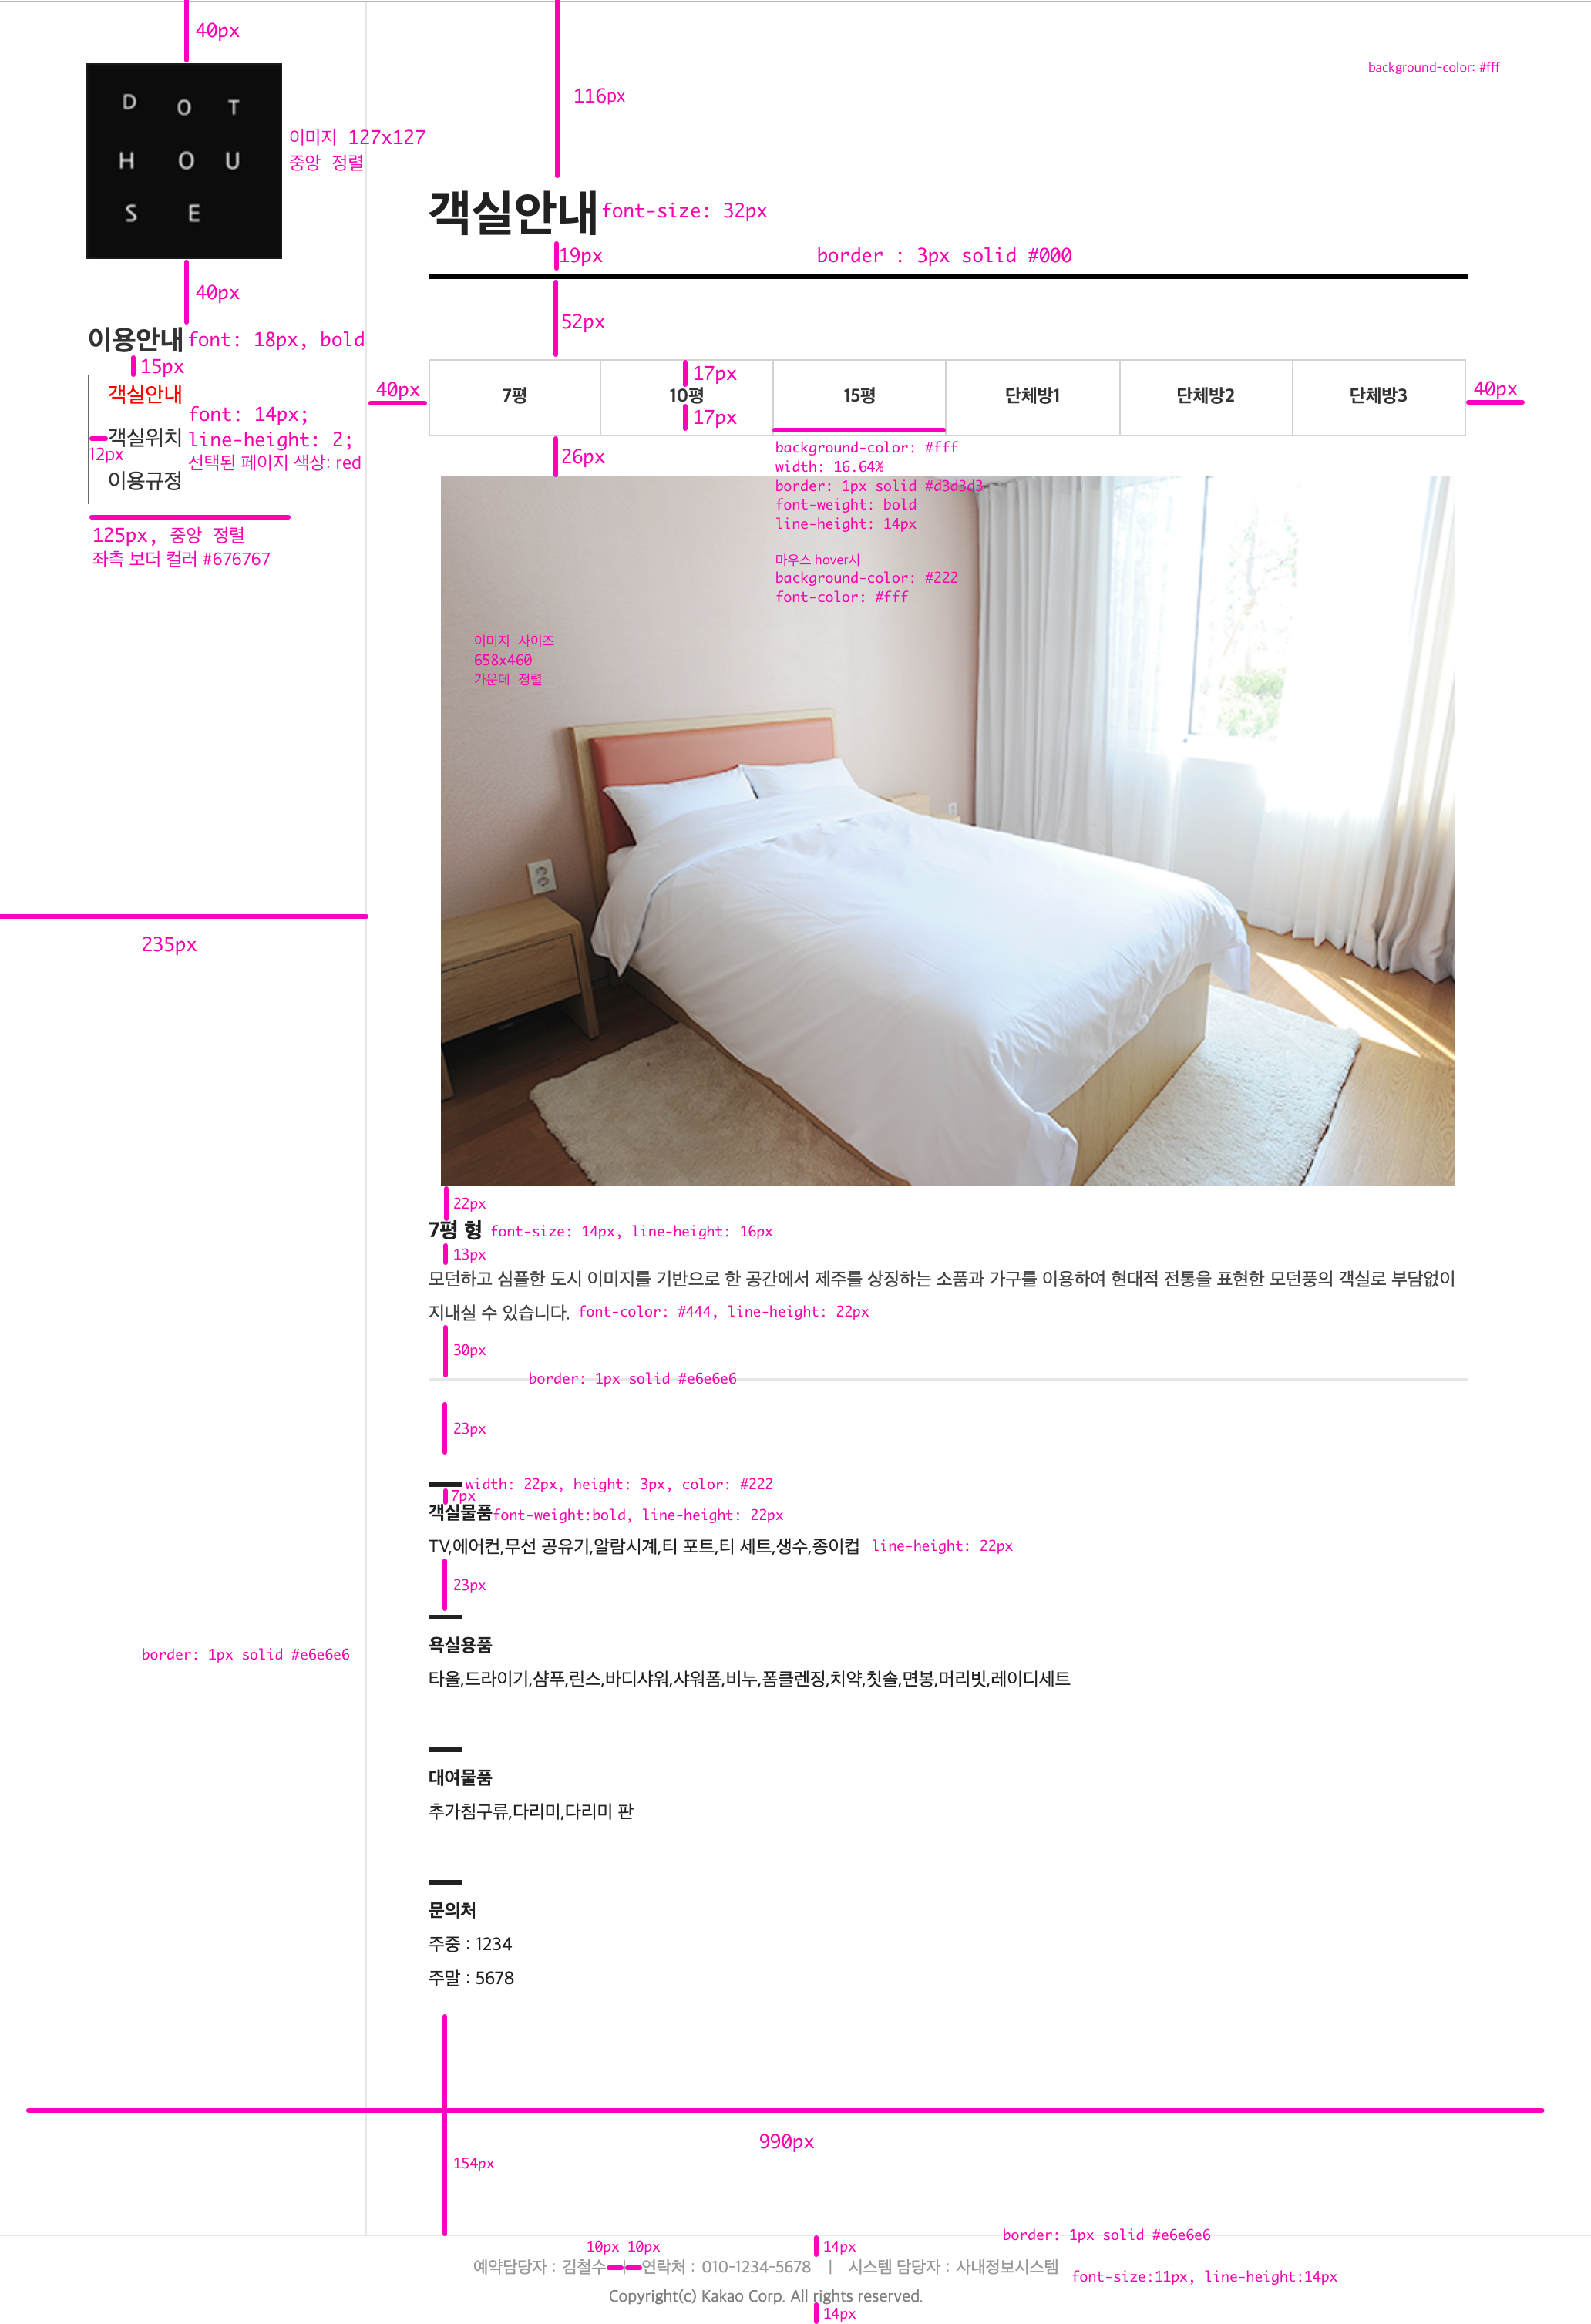 40px
116px
background-color: #fff
D O T
H O U
S E
이미지 127x127
중앙 정렬
객실안내
font-size: 32px
19px
border : 3px solid #000
40px
52px
이용안내
font: 18px, bold
15px
객실안내
객실위치
이용규정
font: 14px;
line-height: 2;
선택된 페이지 색상: red
12px
125px, 중앙 정렬
좌측 보더 컬러 #676767
40px
7평
10평
15평
단체방1
단체방2
단체방3
17px
17px
40px
26px
background-color: #fff
width: 16.64%
border: 1px solid #d3d3d3
font-weight: bold
line-height: 14px
마우스 hover시
background-color: #222
font-color: #fff
이미지 사이즈
658x460
가운데 정렬
235px
22px
7평 형
font-size: 14px, line-height: 16px
13px
모던하고 심플한 도시 이미지를 기반으로 한 공간에서 제주를 상징하는 소품과 가구를 이용하여 현대적 전통을 표현한 모던풍의 객실로 부담없이
지내실 수 있습니다.
font-color: #444, line-height: 22px
30px
border: 1px solid #e6e6e6
23px
width: 22px, height: 3px, color: #222
7px
객실물품
font-weight:bold, line-height: 22px
TV,에어컨,무선 공유기,알람시계,티 포트,티 세트,생수,종이컵
line-height: 22px
23px
욕실용품
border: 1px solid #e6e6e6
타올,드라이기,샴푸,린스,바디샤워,샤워폼,비누,폼클렌징,치약,칫솔,면봉,머리빗,레이디세트
대여물품
추가침구류,다리미,다리미 판
문의처
주중 : 1234
주말 : 5678
990px
154px
border: 1px solid #e6e6e6
10px 10px
14px
예약담당자 : 김철수 | 연락처 : 010-1234-5678 | 시스템 담당자 : 사내정보시스템
font-size:11px, line-height:14px
Copyright(c) Kakao Corp. All rights reserved.
14px